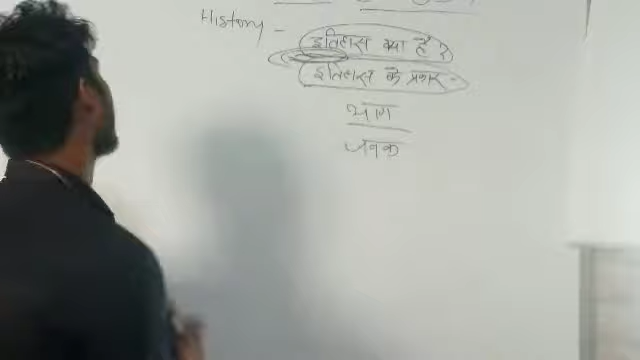 History - इतिहास क्या है ?
इतिहास के प्रकार -
भाग
जनक